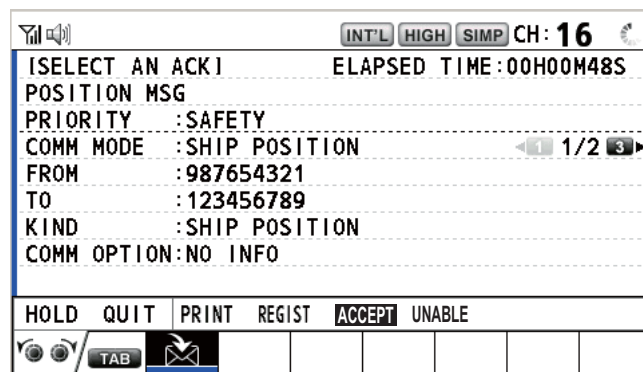 INT'L HIGH SIMP CH: 16
[SELECT AN ACK] ELAPSED TIME:00H00M48S
POSITION MSG
PRIORITY :SAFETY
COMM MODE :SHIP POSITION 1 1/2 3
FROM :987654321
TO :123456789
KIND :SHIP POSITION
COMM OPTION:NO INFO
HOLD QUIT PRINT REGIST ACCEPT UNABLE
TAB